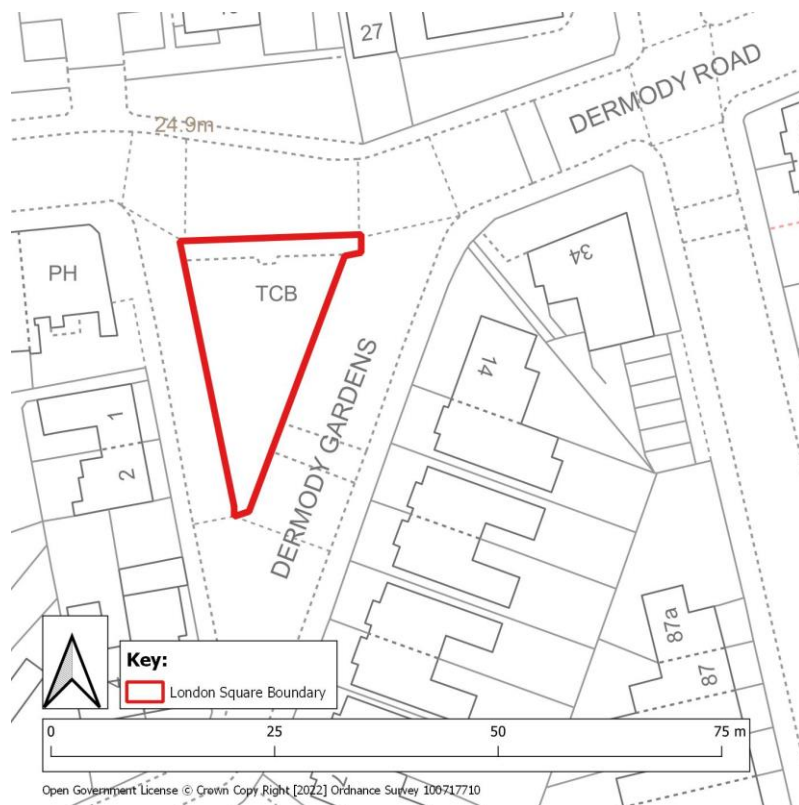 27
DERMODY ROAD
24.9m
34
PH
TCB
14
DERMODY GARDENS
1
2
87a
87
4
Key:
London Square Boundary
0 25 50 75 m
Open Government License © Crown Copy Right [2022] Ordnance Survey 100717710